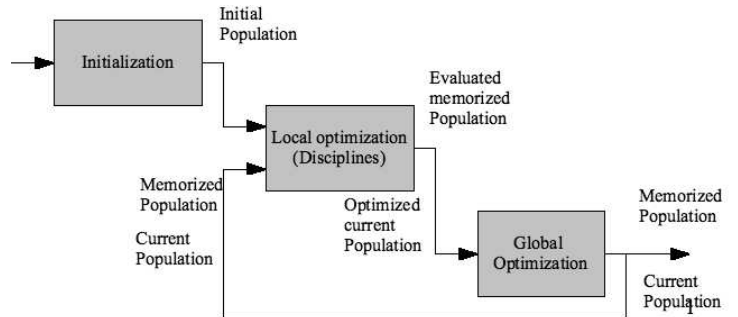 Initial
Population
Initialization
Evaluated
memorized
Population
Local optimization
(Disciplines)
Memorized
Population
Current
Population
Optimized
current
Population
Global
Optimization
Memorized
Population
Current
Population
1